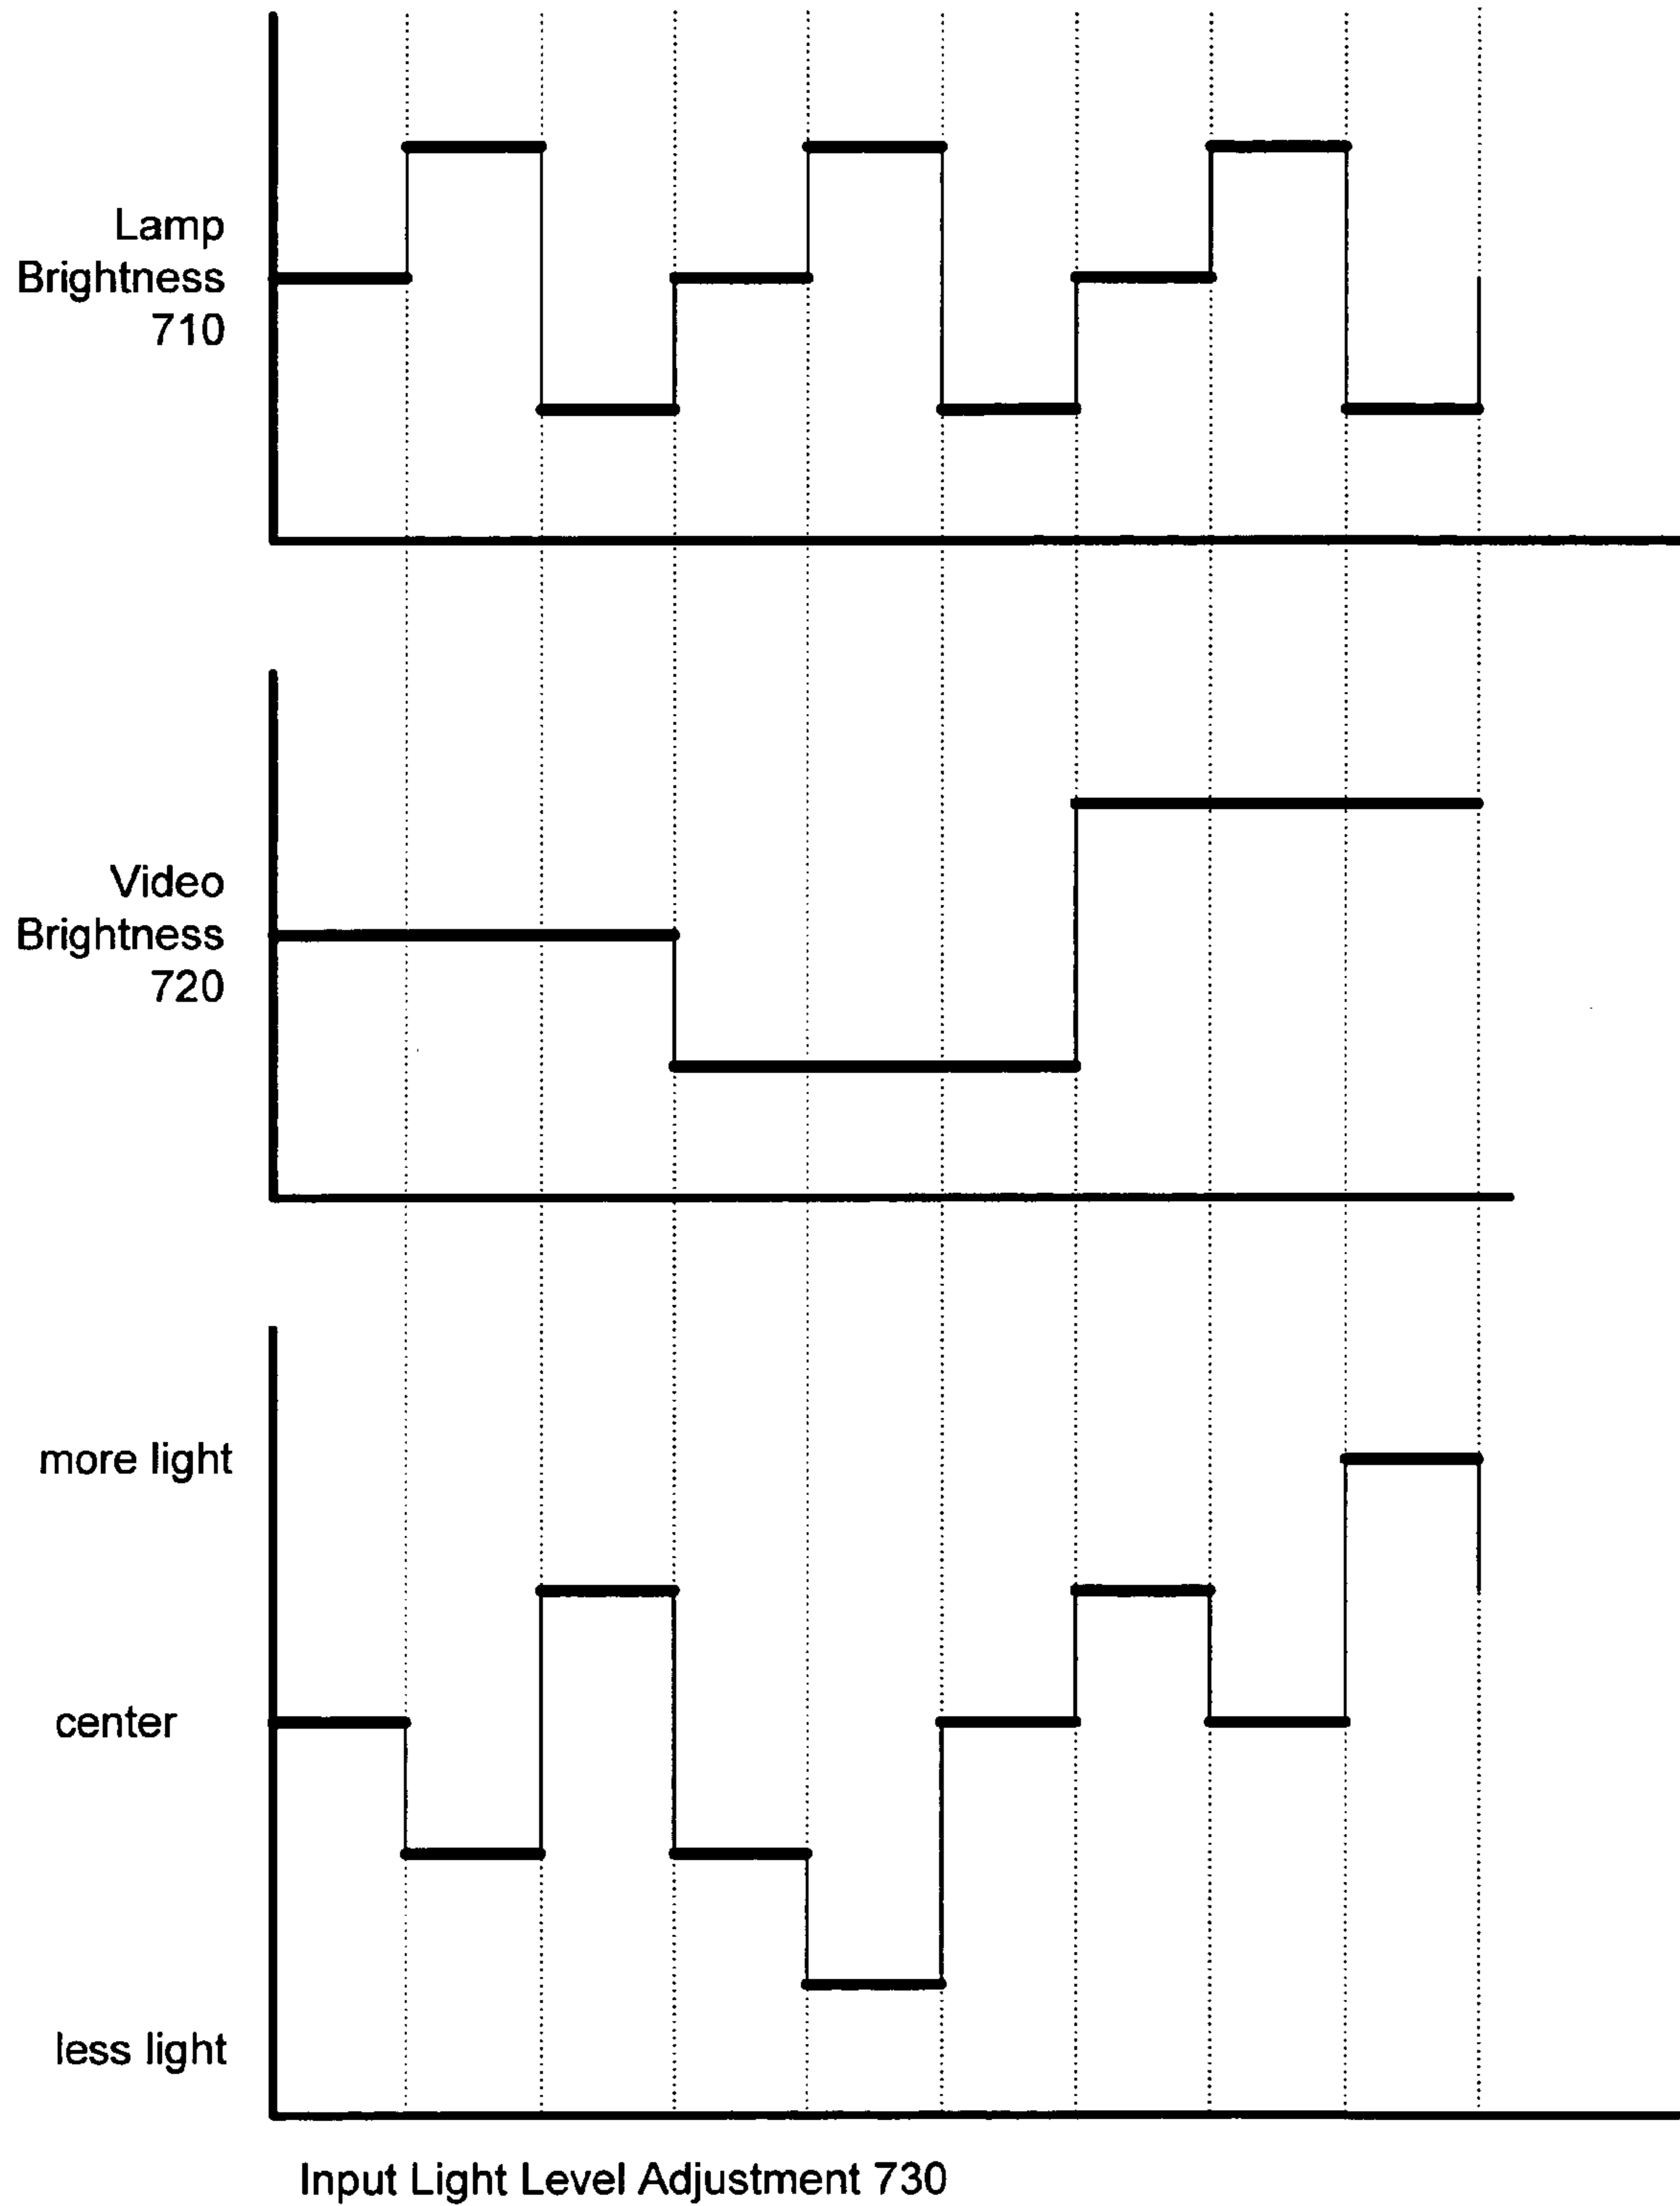 Lamp
Brightness
710
Video
Brightness
720
more light
center
less light
Input Light Level Adjustment 730